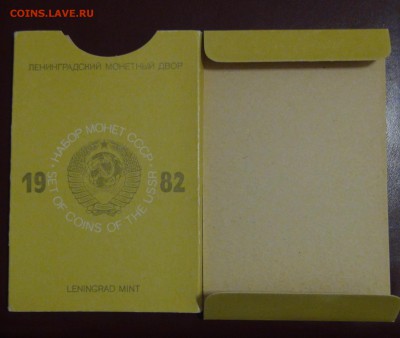 COINS.LAVE.RU
ЛЕНИНГРАДСКИЙ МОНЕТНЫЙ ДВОР
· НАБОР МОНЕТ СССР ·
19 82
SET OF COINS OF THE USSR
LENINGRAD MINT